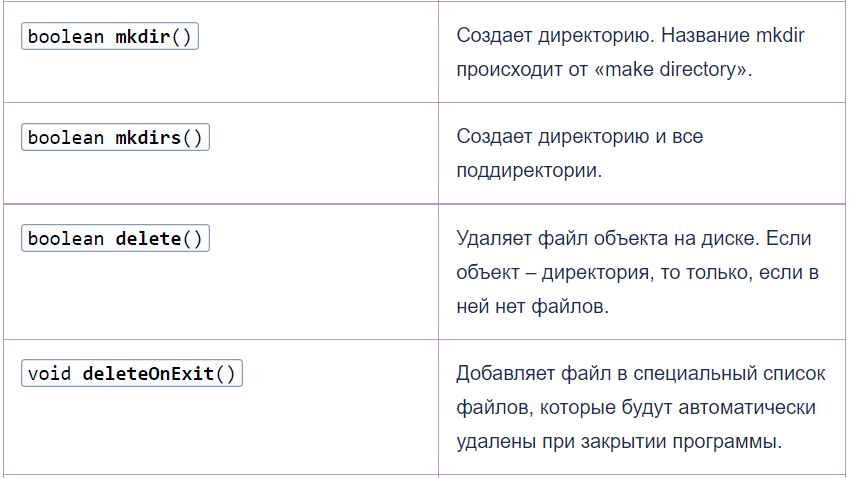 boolean mkdir()
Создает директорию. Название mkdir
происходит от «make directory».
boolean mkdirs()
Создает директорию и все
поддиректории.
boolean delete()
Удаляет файл объекта на диске. Если
объект – директория, то только, если в
ней нет файлов.
void deleteOnExit()
Добавляет файл в специальный список
файлов, которые будут автоматически
удалены при закрытии программы.